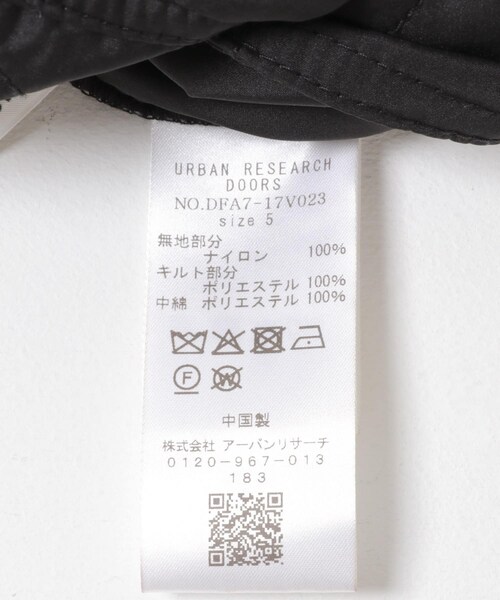 URBAN RESEARCH
DOORS
NO.DFA7-17V023
size 5
無地部分
ナイロン 100%
キルト部分
ポリエステル 100%
中綿 ポリエステル 100%
F
W
中国製
株式会社 アーバンリサーチ
0120-967-013
183